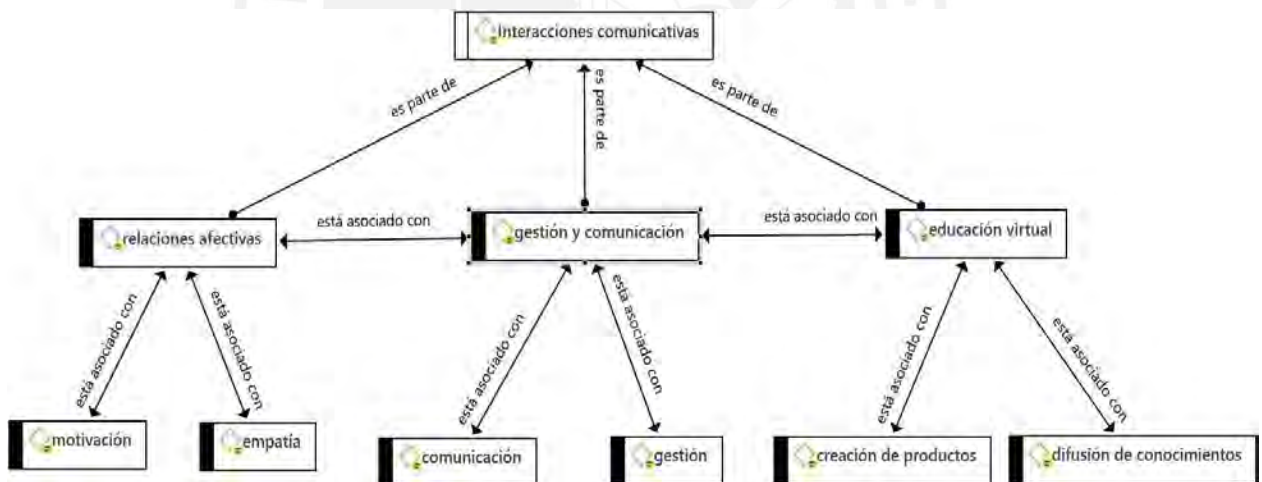 Interacciones comunicativas
es parte de
es parte de
es parte de
relaciones afectivas
está asociado con
gestión y comunicación
está asociado con
educación virtual
está asociado con
está asociado con
está asociado con
está asociado con
está asociado con
está asociado con
motivación
empatía
comunicación
gestión
creación de productos
difusión de conocimientos